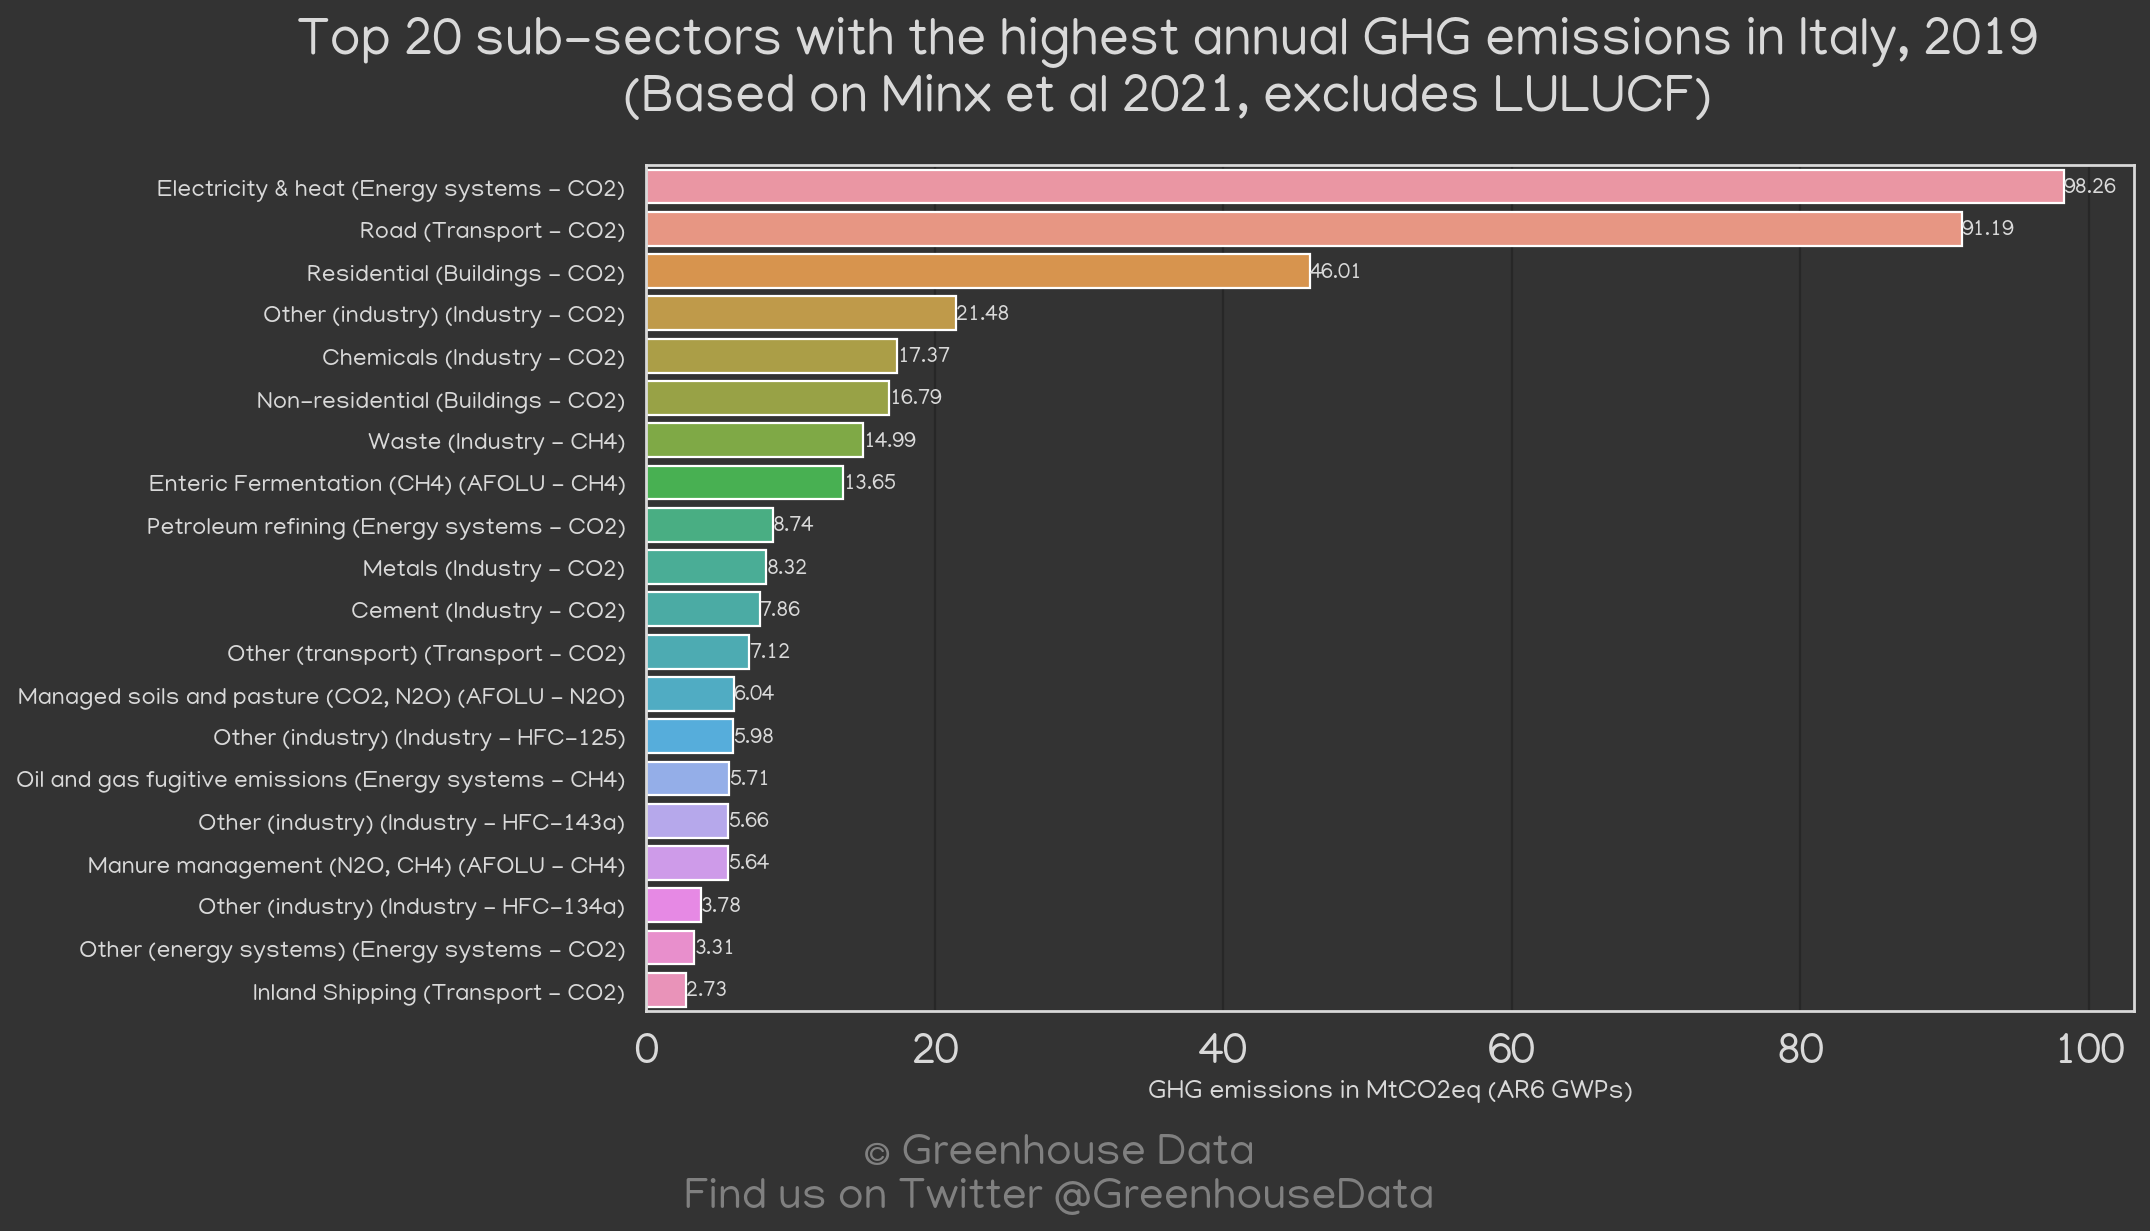 Top 20 sub-sectors with the highest annual GHG emissions in Italy, 2019
(Based on Minx et al 2021, excludes LULUCF)
Electricity & heat (Energy systems - CO2) 98.26
Road (Transport - CO2) 91.19
Residential (Buildings - CO2) 46.01
Other (industry) (Industry - CO2) 21.48
Chemicals (Industry - CO2) 17.37
Non-residential (Buildings - CO2) 16.79
Waste (Industry - CH4) 14.99
Enteric Fermentation (CH4) (AFOLU - CH4) 13.65
Petroleum refining (Energy systems - CO2) 8.74
Metals (Industry - CO2) 8.32
Cement (Industry - CO2) 7.86
Other (transport) (Transport - CO2) 7.12
Managed soils and pasture (CO2, N2O) (AFOLU - N2O) 6.04
Other (industry) (Industry - HFC-125) 5.98
Oil and gas fugitive emissions (Energy systems - CH4) 5.71
Other (industry) (Industry - HFC-143a) 5.66
Manure management (N2O, CH4) (AFOLU - CH4) 5.64
Other (industry) (Industry - HFC-134a) 3.78
Other (energy systems) (Energy systems - CO2) 3.31
Inland Shipping (Transport - CO2) 2.73
0 20 40 60 80 100
GHG emissions in MtCO2eq (AR6 GWPs)
© Greenhouse Data
Find us on Twitter @GreenhouseData